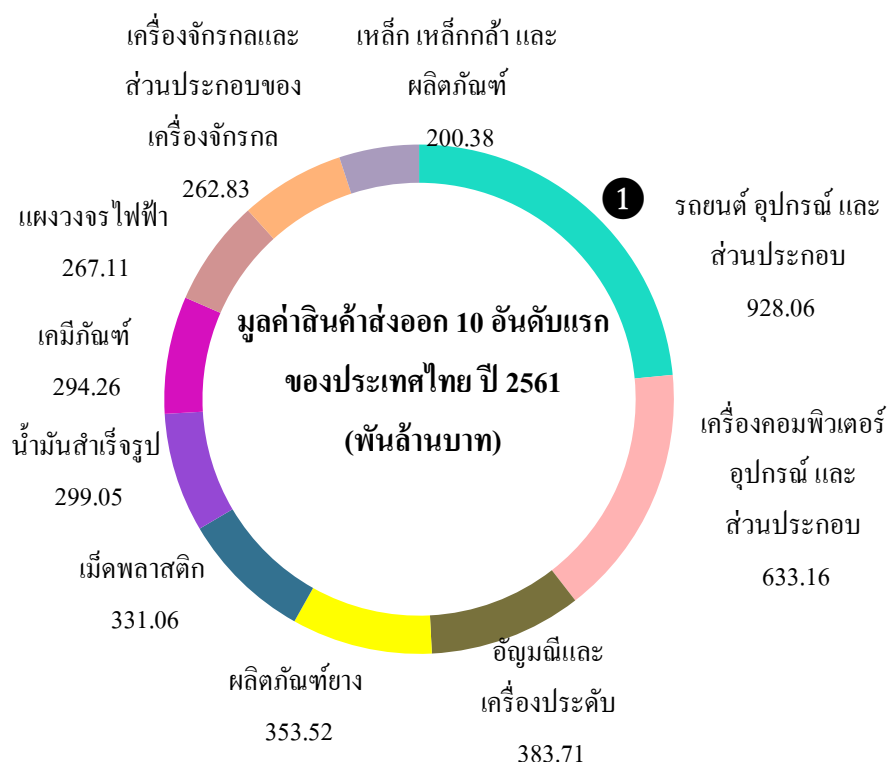 มูลค่าสินค้าส่งออก 10 อันดับแรก
ของประเทศไทย ปี 2561
(พันล้านบาท)
❶
รถยนต์ อุปกรณ์ และ
ส่วนประกอบ
928.06
เครื่องคอมพิวเตอร์
อุปกรณ์ และ
ส่วนประกอบ
633.16
อัญมณีและ
เครื่องประดับ
383.71
ผลิตภัณฑ์ยาง
353.52
เม็ดพลาสติก
331.06
น้ำมันสำเร็จรูป
299.05
เคมีภัณฑ์
294.26
แผงวงจรไฟฟ้า
267.11
เครื่องจักรกลและ
ส่วนประกอบของ
เครื่องจักรกล
262.83
เหล็ก เหล็กกล้า และ
ผลิตภัณฑ์
200.38